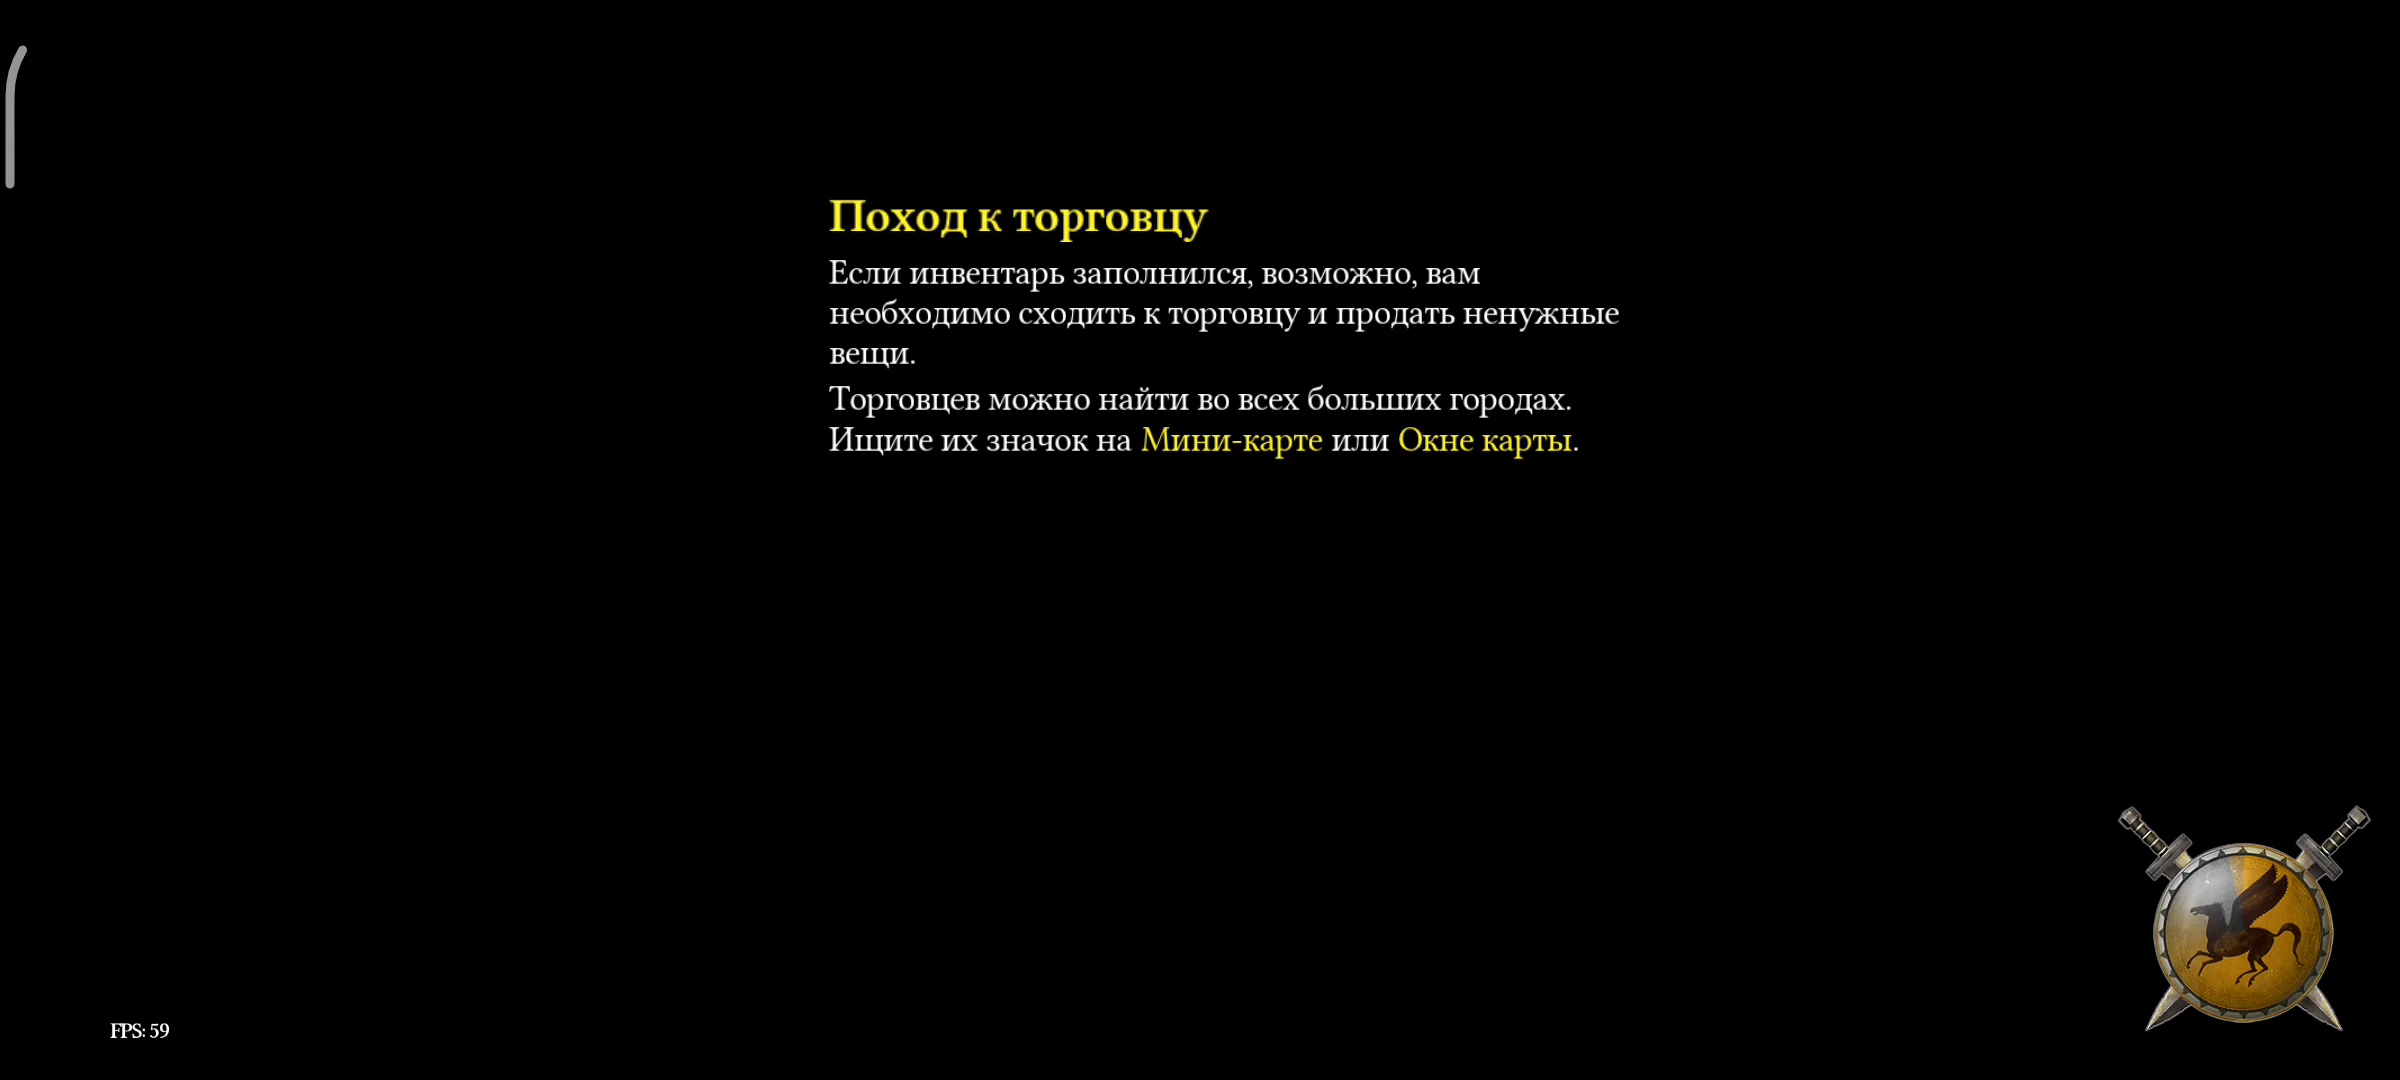 Поход к торговцу
Если инвентарь заполнился, возможно, вам
необходимо сходить к торговцу и продать ненужные
вещи.
Торговцев можно найти во всех больших городах.
Ищите их значок на Мини-карте или Окне карты.
FPS: 59